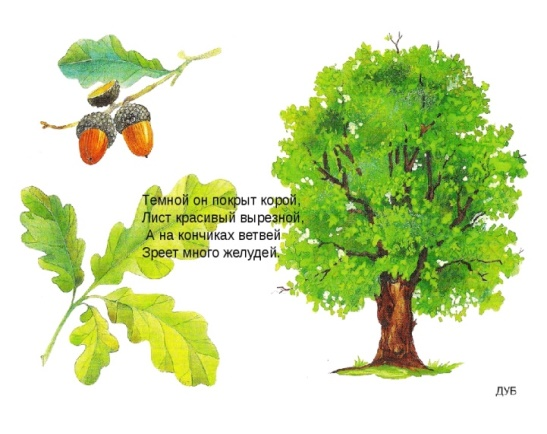 Темной он покрыт корой,
Лист красивый вырезной,
А на кончиках ветвей
Зреет много желудей.
ДУБ